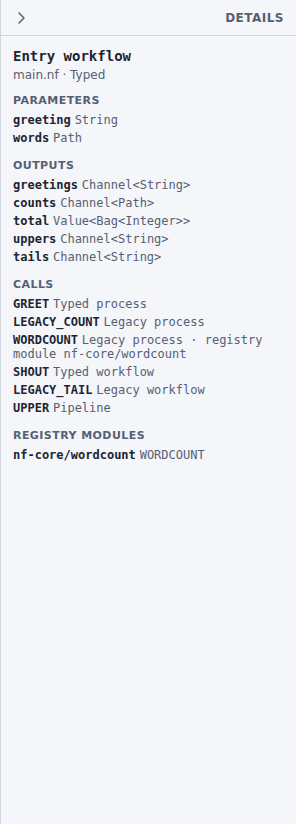 DETAILS
Entry workflow
main.nf · Typed
PARAMETERS
greeting String
words Path
OUTPUTS
greetings Channel<String>
counts Channel<Path>
total Value<Bag<Integer>>
uppers Channel<String>
tails Channel<String>
CALLS
GREET Typed process
LEGACY_COUNT Legacy process
WORDCOUNT Legacy process · registry
module nf-core/wordcount
SHOUT Typed workflow
LEGACY_TAIL Legacy workflow
UPPER Pipeline
REGISTRY MODULES
nf-core/wordcount WORDCOUNT